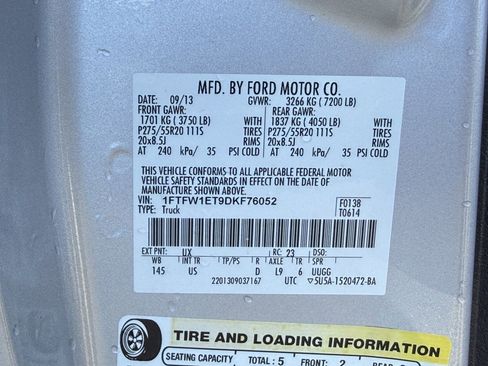 MFD. BY FORD MOTOR CO.
DATE: 09/13 GVWR: 3266 KG ( 7200 LB)
FRONT GAWR: REAR GAWR:
1701 KG ( 3750 LB) WITH 1837 KG ( 4050 LB) WITH
P275/55R20 111S TIRES P275/55R20 111S TIRES
20x8.5J RIMS 20x8.5J RIMS
AT 240 kPa/ 35 PSI COLD AT 240 kPa/ 35 PSI COLD
THIS VEHICLE CONFORMS TO ALL APPLICABLE FEDERAL MOTOR
VEHICLE SAFETY AND THEFT PREVENTION STANDARDS IN EFFECT ON THE DATE
OF MANUFACTURE SHOWN ABOVE.
VIN: 1FTFW1ET9DKF76052 F0138
TYPE: Truck T0614
EXT PNT: UX RC: 23 DSO:
WB INT TR TP/PS R AXLE TR SPR
145 US D L9 6 UUGG
2201309037167 UTC ▽5U5A-1520472-BA
TIRE AND LOADING INFORMATION
SEATING CAPACITY TOTAL : 5 FRONT: 2